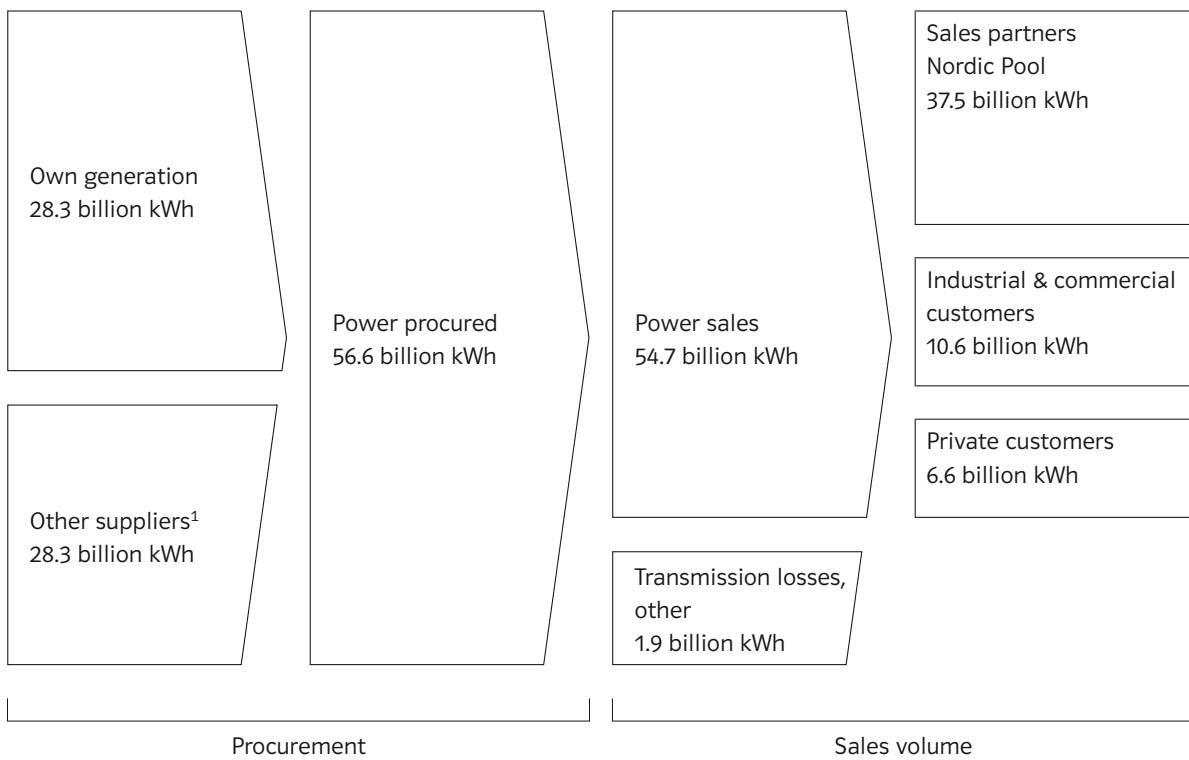 Own generation
28.3 billion kWh
Other suppliers¹
28.3 billion kWh
Power procured
56.6 billion kWh
Power sales
54.7 billion kWh
Transmission losses,
other
1.9 billion kWh
Sales partners
Nordic Pool
37.5 billion kWh
Industrial & commercial
customers
10.6 billion kWh
Private customers
6.6 billion kWh
Procurement
Sales volume